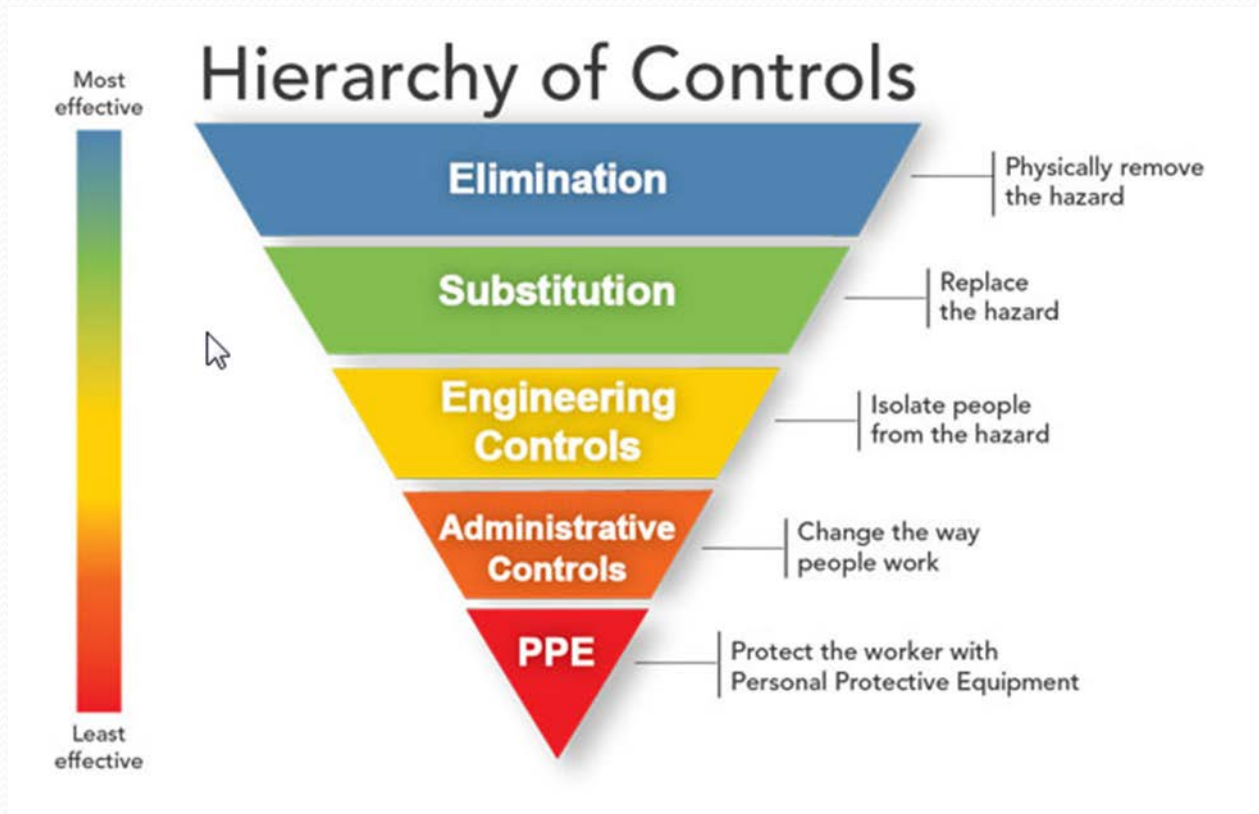 Hierarchy of Controls
Most
effective
Elimination
Physically remove
the hazard
Substitution
Replace
the hazard
Engineering
Controls
Isolate people
from the hazard
Administrative
Controls
Change the way
people work
PPE
Protect the worker with
Personal Protective Equipment
Least
effective